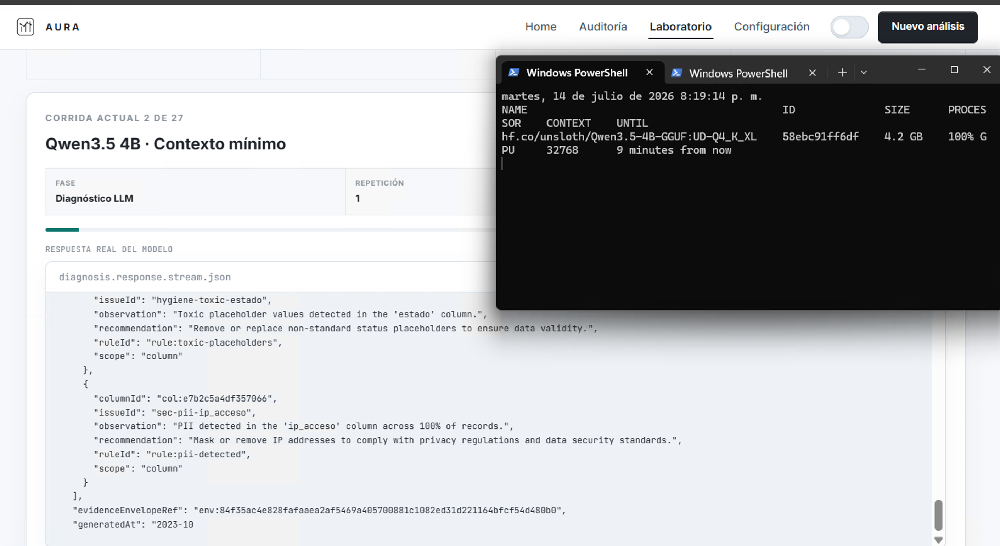 AURA
Home Auditoría Laboratorio Configuración Nuevo análisis
CORRIDA ACTUAL 2 DE 27
Qwen3.5 4B · Contexto mínimo
FASE
Diagnóstico LLM
REPETICIÓN
1
RESPUESTA REAL DEL MODELO
diagnosis.response.stream.json
"issueId": "hygiene-toxic-estado",
"observation": "Toxic placeholder values detected in the 'estado' column.",
"recommendation": "Remove or replace non-standard status placeholders to ensure data validity.",
"ruleId": "rule:toxic-placeholders",
"scope": "column"
},
{
"columnId": "col:e7b2c5a4df357066",
"issueId": "sec-pii-ip_acceso",
"observation": "PII detected in the 'ip_acceso' column across 100% of records.",
"recommendation": "Mask or remove IP addresses to comply with privacy regulations and data security standards.",
"ruleId": "rule:pii-detected",
"scope": "column"
}
],
"evidenceEnvelopeRef": "env:84f35ac4e828fafaaea2af5469a405700881c1082ed31d221164bfcf54d480b0",
"generatedAt": "2023-10
Windows PowerShell Windows PowerShell
martes, 14 de julio de 2026 8:19:14 p. m.
NAME ID SIZE PROCES
SOR CONTEXT UNTIL
hf.co/unsloth/Qwen3.5-4B-GGUF:UD-Q4_K_XL 58ebc91ff6df 4.2 GB 100% G
PU 32768 9 minutes from now